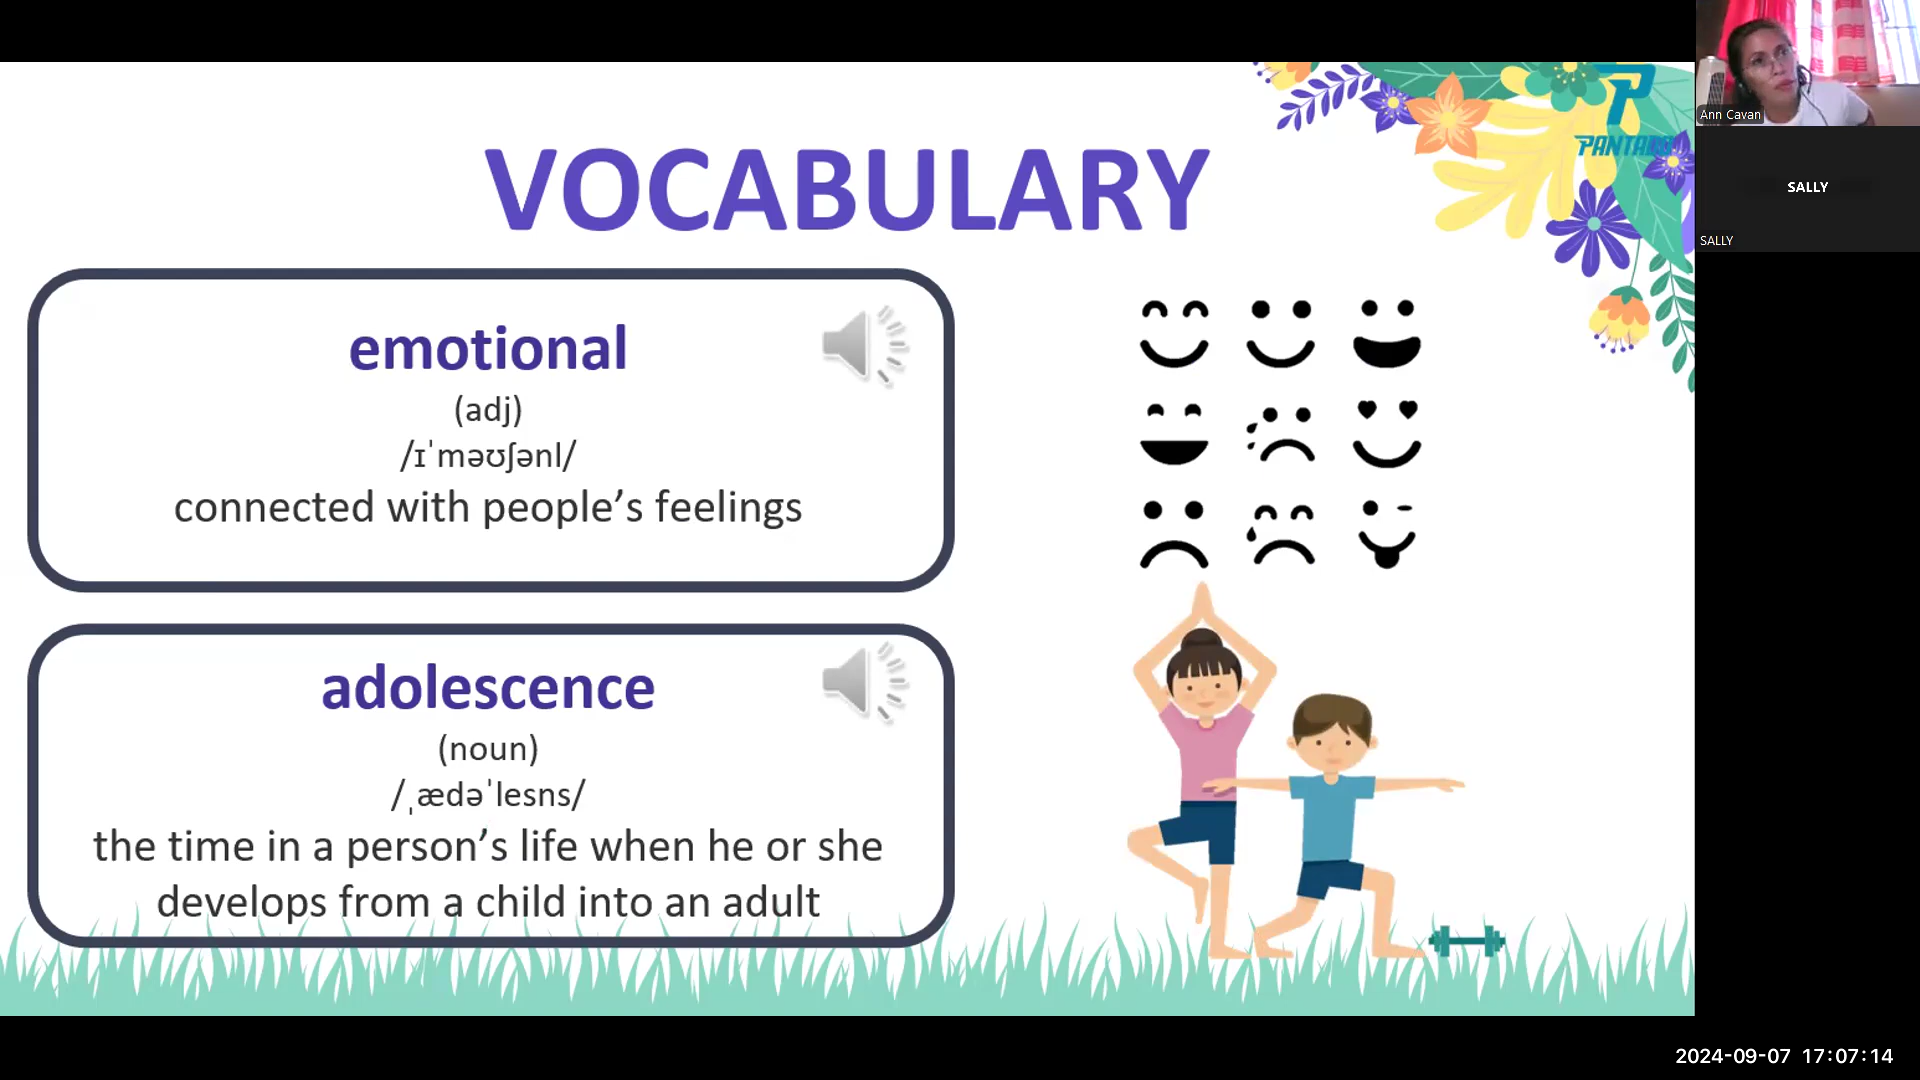 VOCABULARY
emotional
(adj)
/ɪˈməʊʃənl/
connected with people’s feelings
adolescence
(noun)
/ˌædəˈlesns/
the time in a person’s life when he or she
develops from a child into an adult
Ann Cavan
SALLY
SALLY
2024-09-07 17:07:14